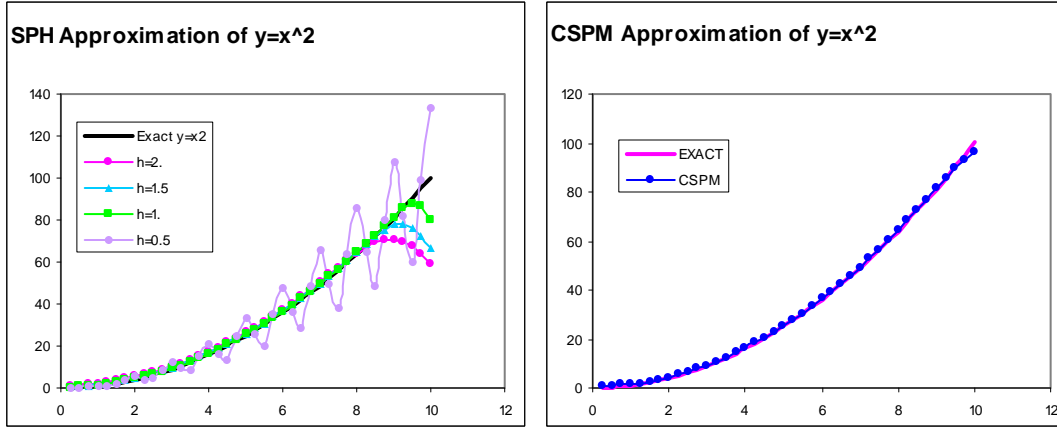 SPH Approximation of y=x^2
140
120
100
80
60
40
20
0
0 2 4 6 8 10 12
Exact y=x2
h=2.
h=1.5
h=1.
h=0.5
CSPM Approximation of y=x^2
120
100
80
60
40
20
0
0 2 4 6 8 10 12
EXACT
CSPM